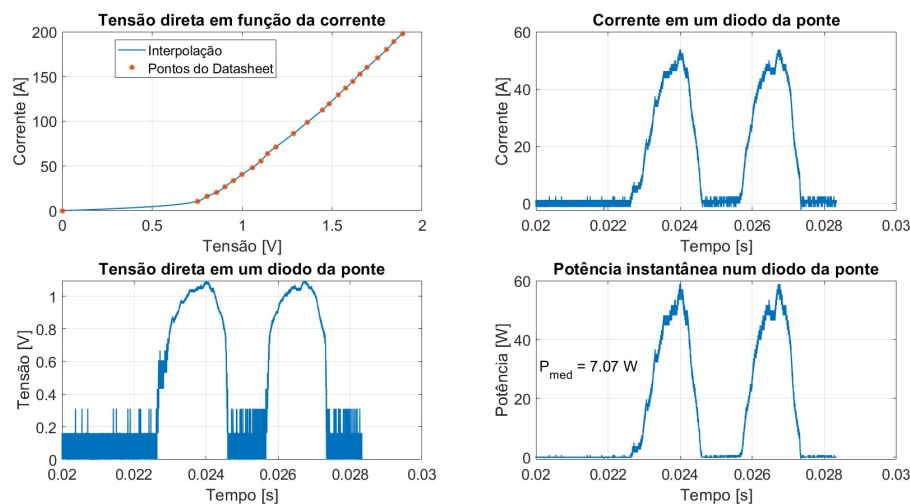 Tensão direta em função da corrente
200
150
100
50
0
Corrente [A]
Interpolação
Pontos do Datasheet
0 0.5 1 1.5 2
Tensão [V]
Corrente em um diodo da ponte
60
40
20
0
Corrente [A]
0.02 0.022 0.024 0.026 0.028 0.03
Tempo [s]
Tensão direta em um diodo da ponte
1
0.8
0.6
0.4
0.2
0
Tensão [V]
0.02 0.022 0.024 0.026 0.028 0.03
Tempo [s]
Potência instantânea num diodo da ponte
60
40
20
0
Potência [W]
P_med = 7.07 W
0.02 0.022 0.024 0.026 0.028 0.03
Tempo [s]